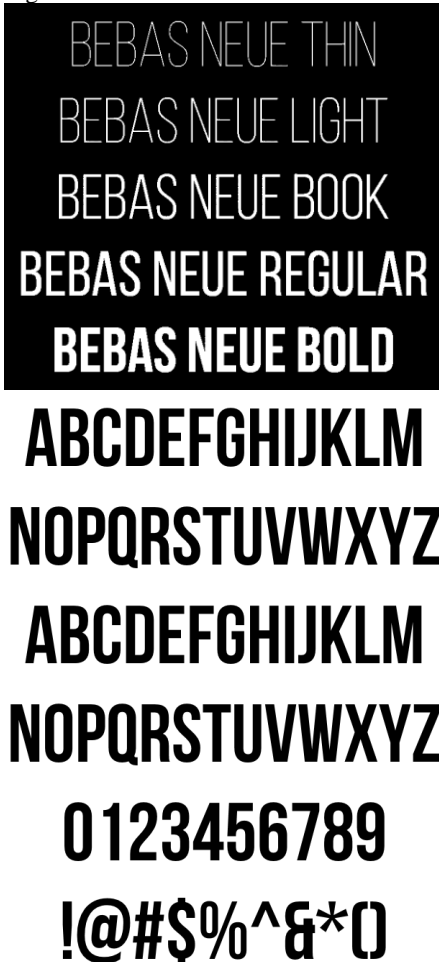 BEBAS NEUE THIN
BEBAS NEUE LIGHT
BEBAS NEUE BOOK
BEBAS NEUE REGULAR
BEBAS NEUE BOLD
ABCDEFGHIJKLM
NOPQRSTUVWXYZ
ABCDEFGHIJKLM
NOPQRSTUVWXYZ
0123456789
!@#$%^&*()